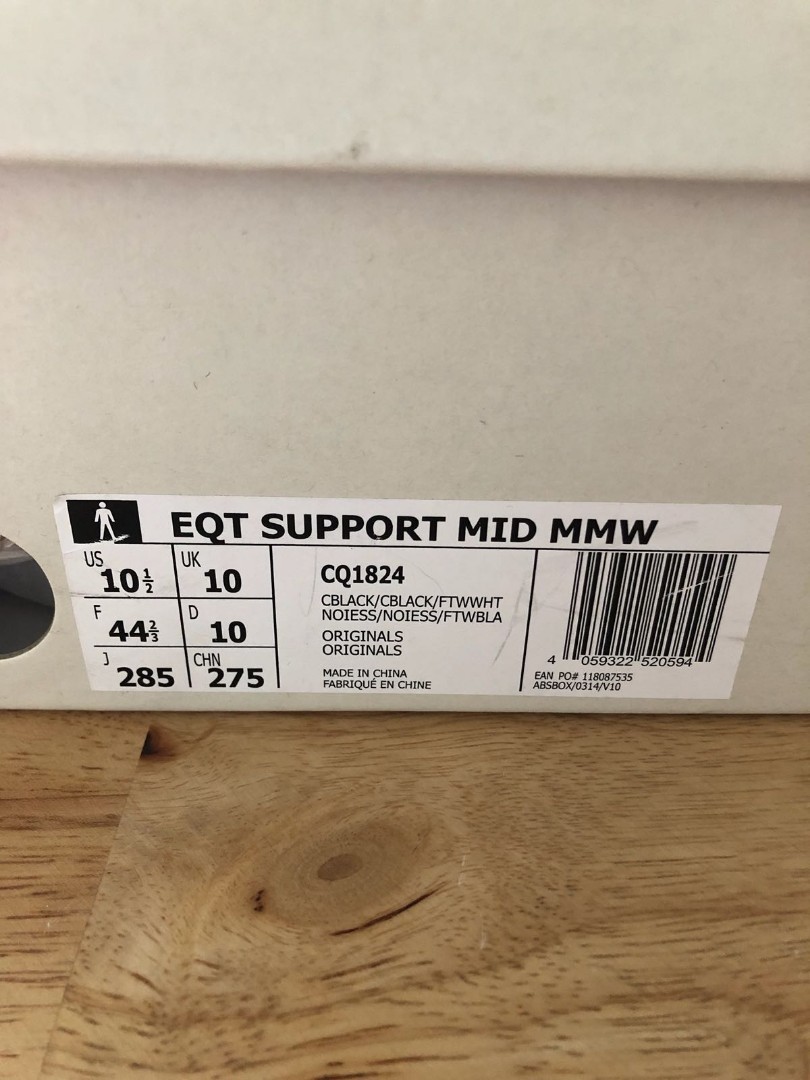 EQT SUPPORT MID MMW
US 10½ UK 10
F 44⅔ D 10
J 285 CHN 275
CQ1824
CBLACK/CBLACK/FTWWHT
NOIESS/NOIESS/FTWBLA
ORIGINALS
ORIGINALS
MADE IN CHINA
FABRIQUÉ EN CHINE
4 059322 520594
EAN PO# 118087535
ABSBOX/0314/V10